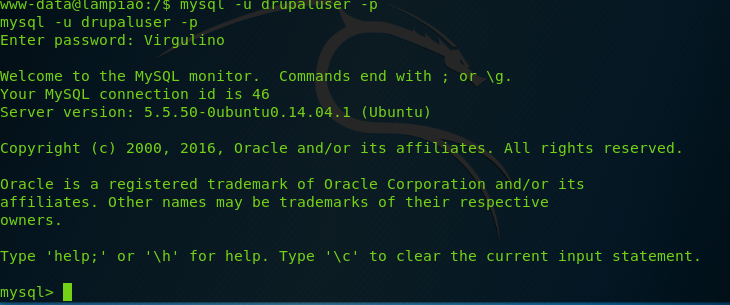 www-data@lampiao:/$ mysql -u drupaluser -p
mysql -u drupaluser -p
Enter password: Virgulino
Welcome to the MySQL monitor.  Commands end with ; or \g.
Your MySQL connection id is 46
Server version: 5.5.50-0ubuntu0.14.04.1 (Ubuntu)
Copyright (c) 2000, 2016, Oracle and/or its affiliates. All rights reserved.
Oracle is a registered trademark of Oracle Corporation and/or its
affiliates. Other names may be trademarks of their respective
owners.
Type 'help;' or '\h' for help. Type '\c' to clear the current input statement.
mysql>